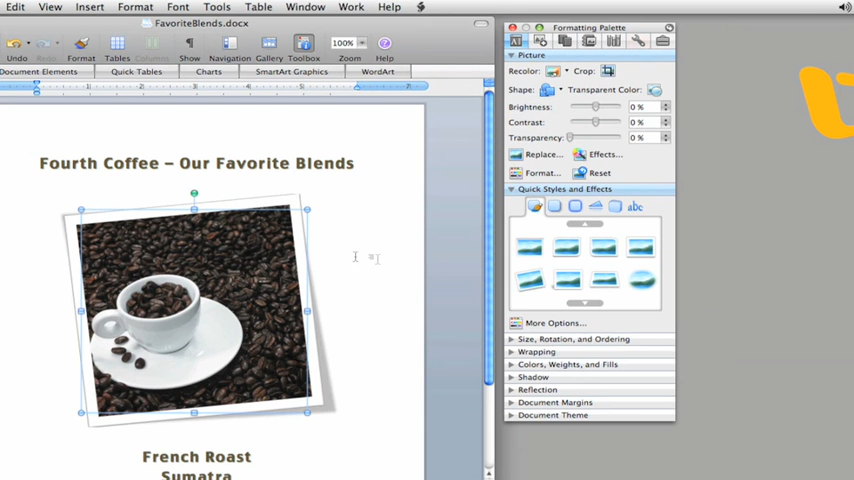 Edit View Insert Format Font Tools Table Window Work Help
FavoriteBlends.docx
Undo Redo Format Tables Columns Show Navigation Gallery Toolbox Zoom Help
100%
Document Elements Quick Tables Charts SmartArt Graphics WordArt
Fourth Coffee – Our Favorite Blends
French Roast
Sumatra
Formatting Palette
Picture
Recolor: Crop:
Shape: Transparent Color:
Brightness: 0 %
Contrast: 0 %
Transparency: 0 %
Replace... Effects...
Format... Reset
Quick Styles and Effects
abc
More Options...
Size, Rotation, and Ordering
Wrapping
Colors, Weights, and Fills
Shadow
Reflection
Document Margins
Document Theme